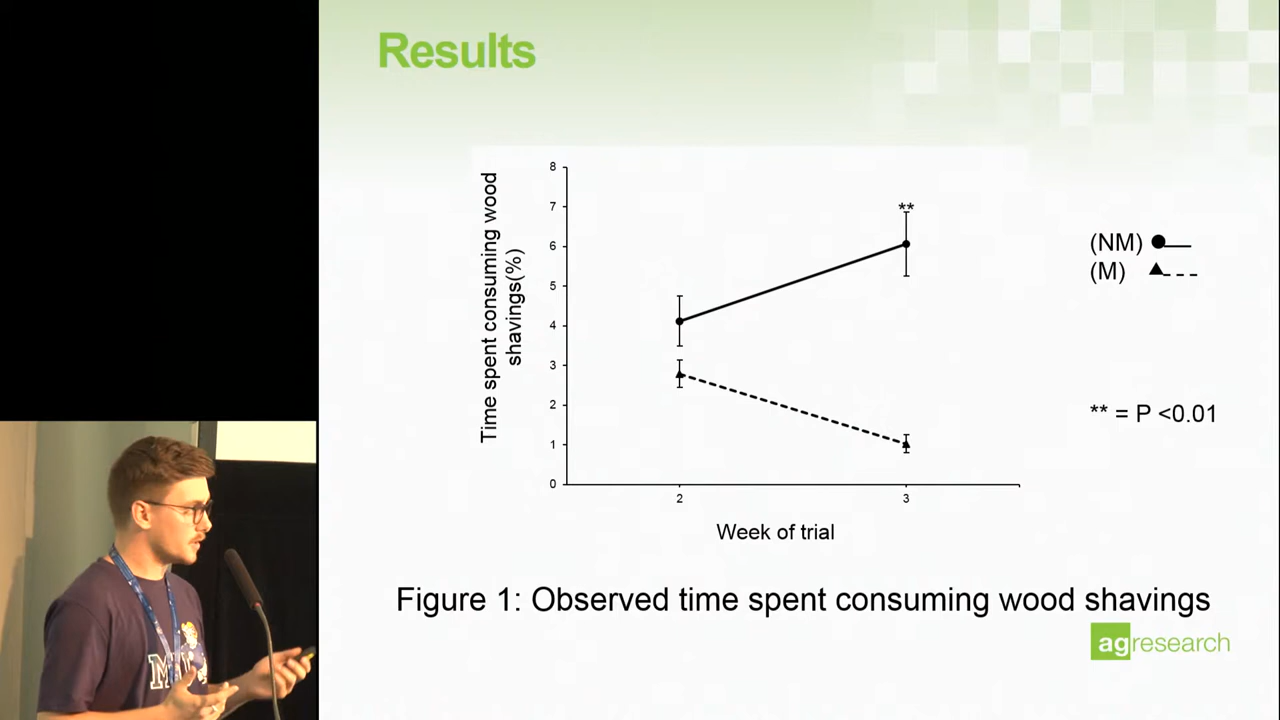 Results
8
7
6
5
4
3
2
1
0
Time spent consuming wood
shavings(%)
**
2
3
Week of trial
(NM)
(M)
** = P <0.01
Figure 1: Observed time spent consuming wood shavings
agresearch